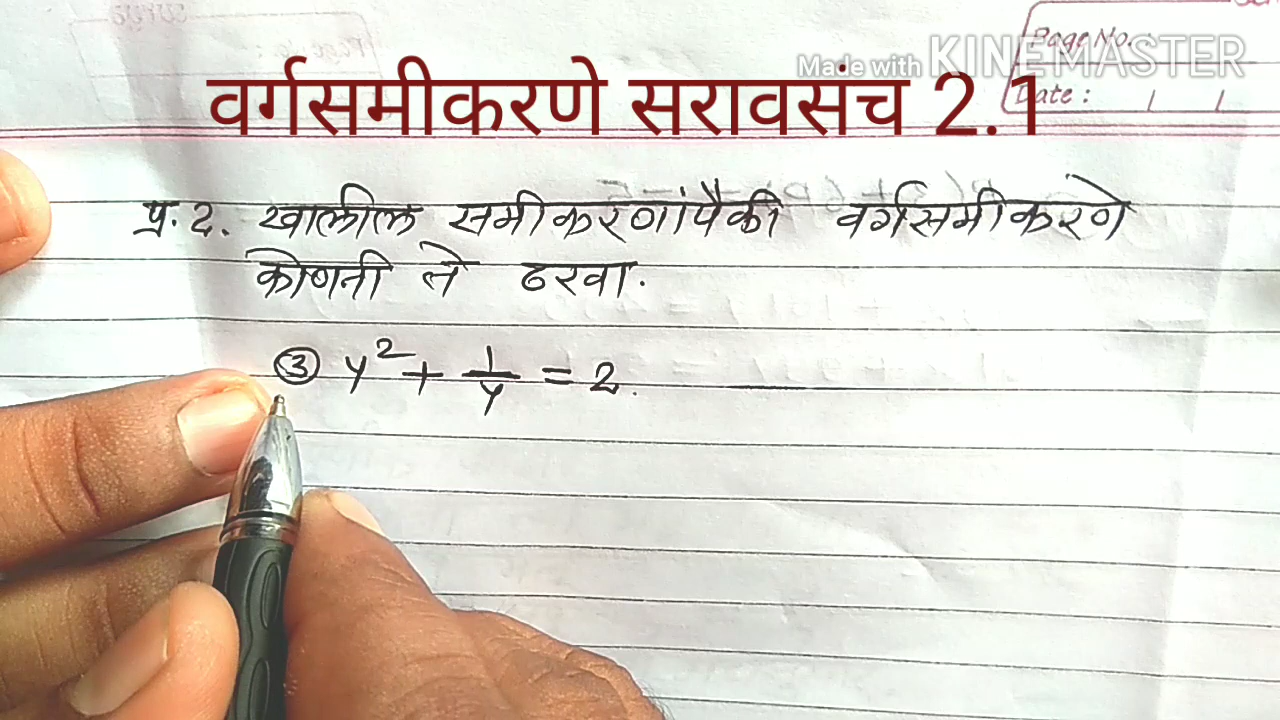 Page No. :
Made with KINEMASTER
Date :
वर्गसमीकरणे सरावसंच 2.1
प्र. 2. खालील समीकरणांपैकी वर्गसमीकरणे
कोणती ते ठरवा.
③ y² + 1/y = 2.